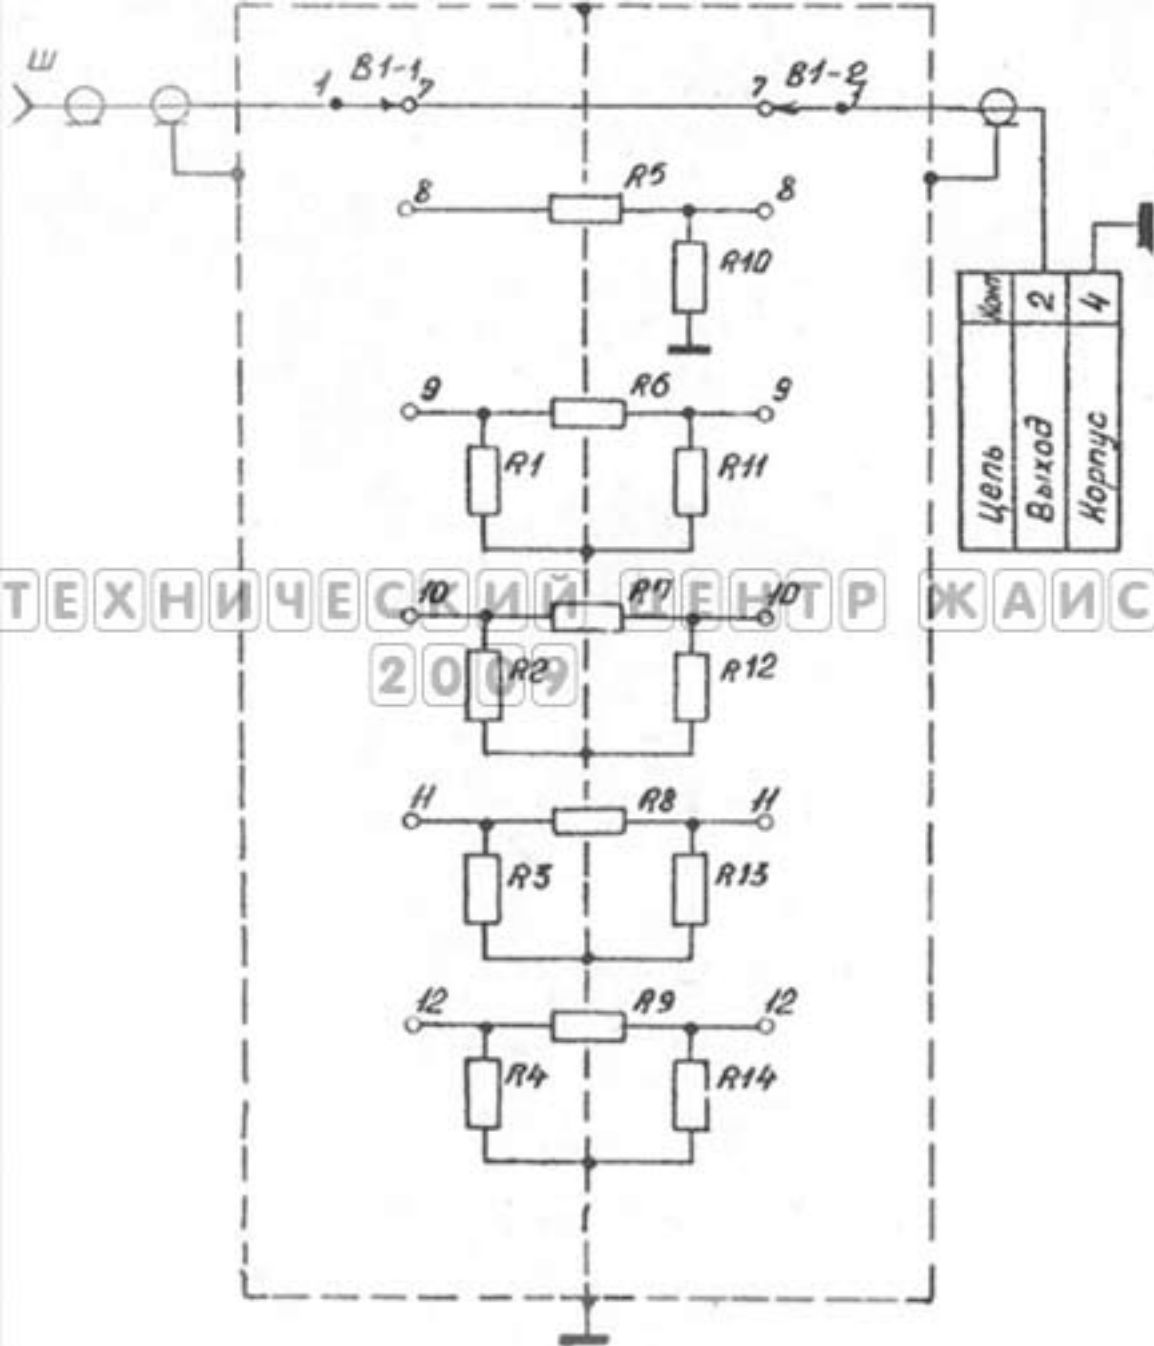 Ш
1 В1-1 7
7 В1-2 1
8 R5 8
R10
Конт 2 4
Цепь Выход Корпус
9 R6 9
R1 R11
ТЕХНИЧЕСКИЙ ЦЕНТР ЖАИС
2009
10 R7 10
R2 R12
11 R8 11
R3 R13
12 R9 12
R4 R14